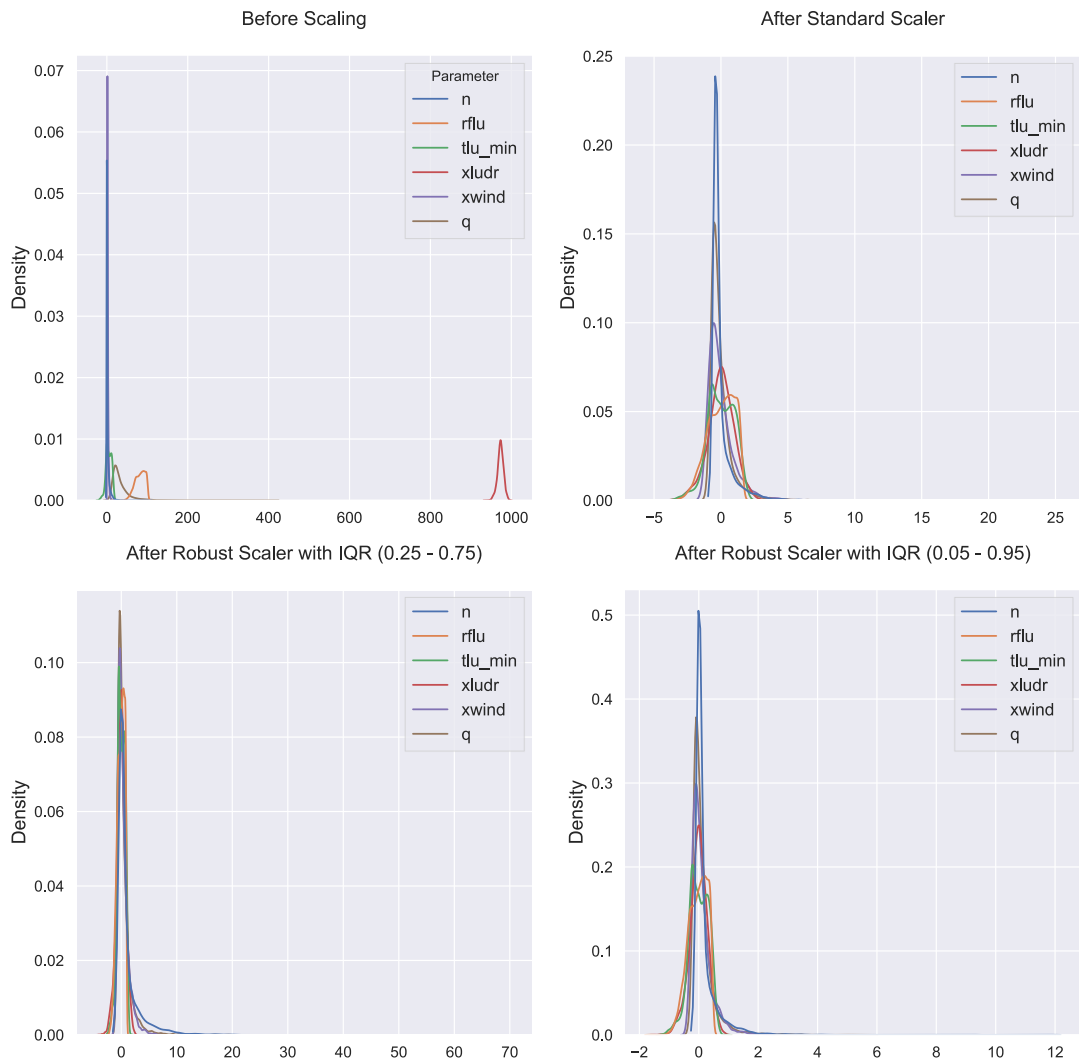 Before Scaling
0.07
0.06
0.05
0.04
0.03
0.02
0.01
0.00
Density
Parameter
n
rflu
tlu_min
xludr
xwind
q
0 200 400 600 800 1000
After Standard Scaler
0.25
0.20
0.15
0.10
0.05
0.00
Density
n
rflu
tlu_min
xludr
xwind
q
−5 0 5 10 15 20 25
After Robust Scaler with IQR (0.25 - 0.75)
0.10
0.08
0.06
0.04
0.02
0.00
Density
n
rflu
tlu_min
xludr
xwind
q
0 10 20 30 40 50 60 70
After Robust Scaler with IQR (0.05 - 0.95)
0.5
0.4
0.3
0.2
0.1
0.0
Density
n
rflu
tlu_min
xludr
xwind
q
−2 0 2 4 6 8 10 12